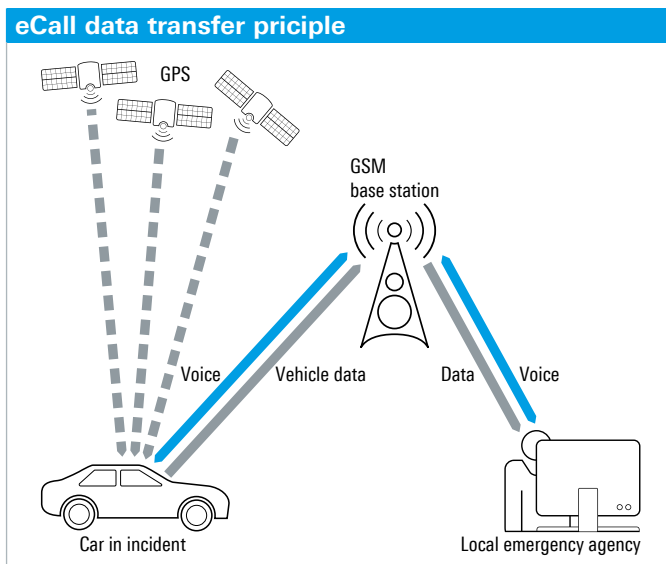 eCall data transfer priciple
GPS
GSM
base station
Voice
Vehicle data
Data
Voice
Car in incident
Local emergency agency